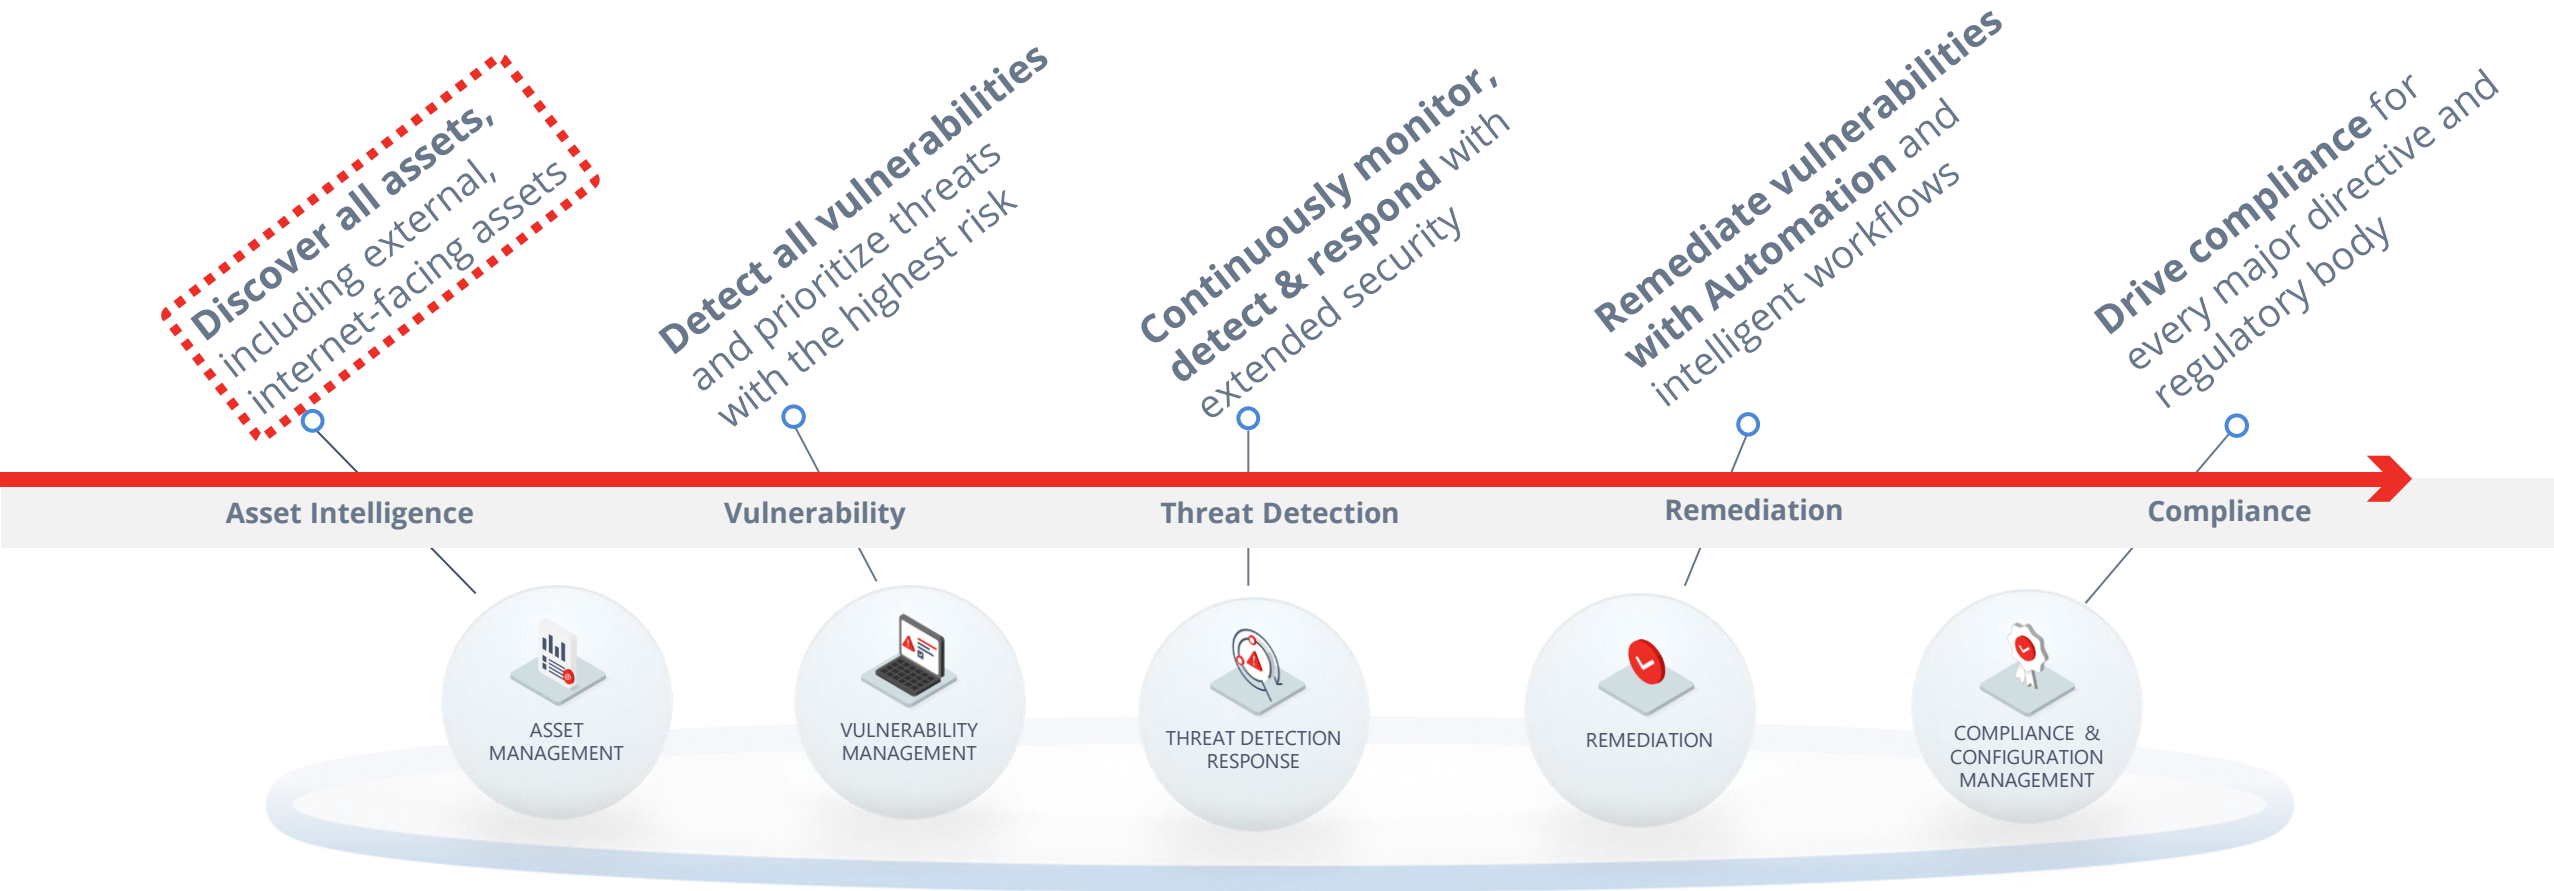 Discover all assets,
including external,
internet-facing assets
Detect all vulnerabilities
and prioritize threats
with the highest risk
Continuously monitor,
detect & respond with
extended security
Remediate vulnerabilities
with Automation and
intelligent workflows
Drive compliance for
every major directive and
regulatory body
Asset Intelligence
Vulnerability
Threat Detection
Remediation
Compliance
ASSET
MANAGEMENT
VULNERABILITY
MANAGEMENT
THREAT DETECTION
RESPONSE
REMEDIATION
COMPLIANCE &
CONFIGURATION
MANAGEMENT